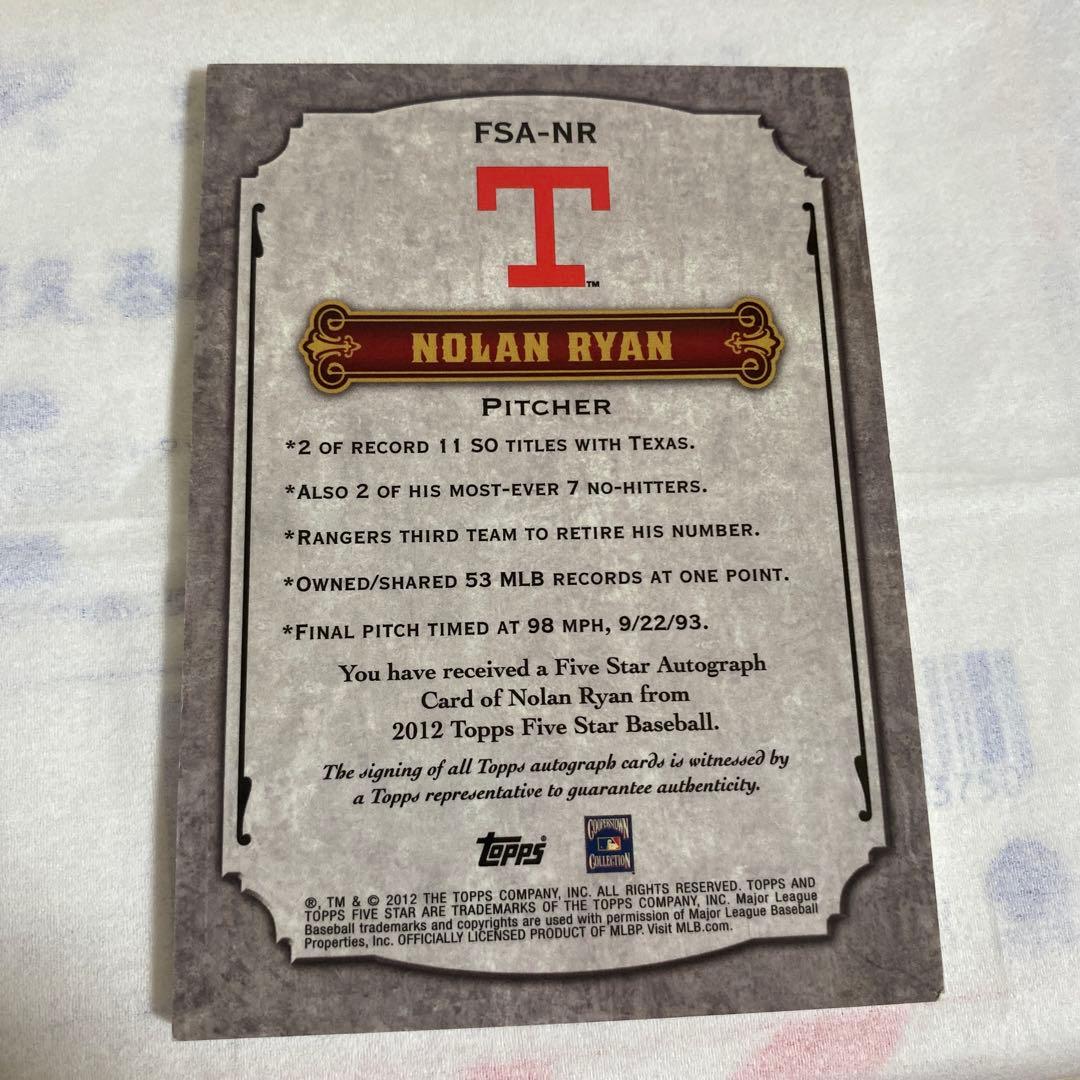 FSA-NR
T™
NOLAN RYAN
PITCHER
*2 OF RECORD 11 SO TITLES WITH TEXAS.
*ALSO 2 OF HIS MOST-EVER 7 NO-HITTERS.
*RANGERS THIRD TEAM TO RETIRE HIS NUMBER.
*OWNED/SHARED 53 MLB RECORDS AT ONE POINT.
*FINAL PITCH TIMED AT 98 MPH, 9/22/93.
You have received a Five Star Autograph
Card of Nolan Ryan from
2012 Topps Five Star Baseball.
The signing of all Topps autograph cards is witnessed by
a Topps representative to guarantee authenticity.
topps®
COOPERSTOWN
COLLECTION
®, TM & © 2012 THE TOPPS COMPANY, INC. ALL RIGHTS RESERVED. TOPPS AND
TOPPS FIVE STAR ARE TRADEMARKS OF THE TOPPS COMPANY, INC. Major League
Baseball trademarks and copyrights are used with permission of Major League Baseball
Properties, Inc. OFFICIALLY LICENSED PRODUCT OF MLBP. Visit MLB.com.